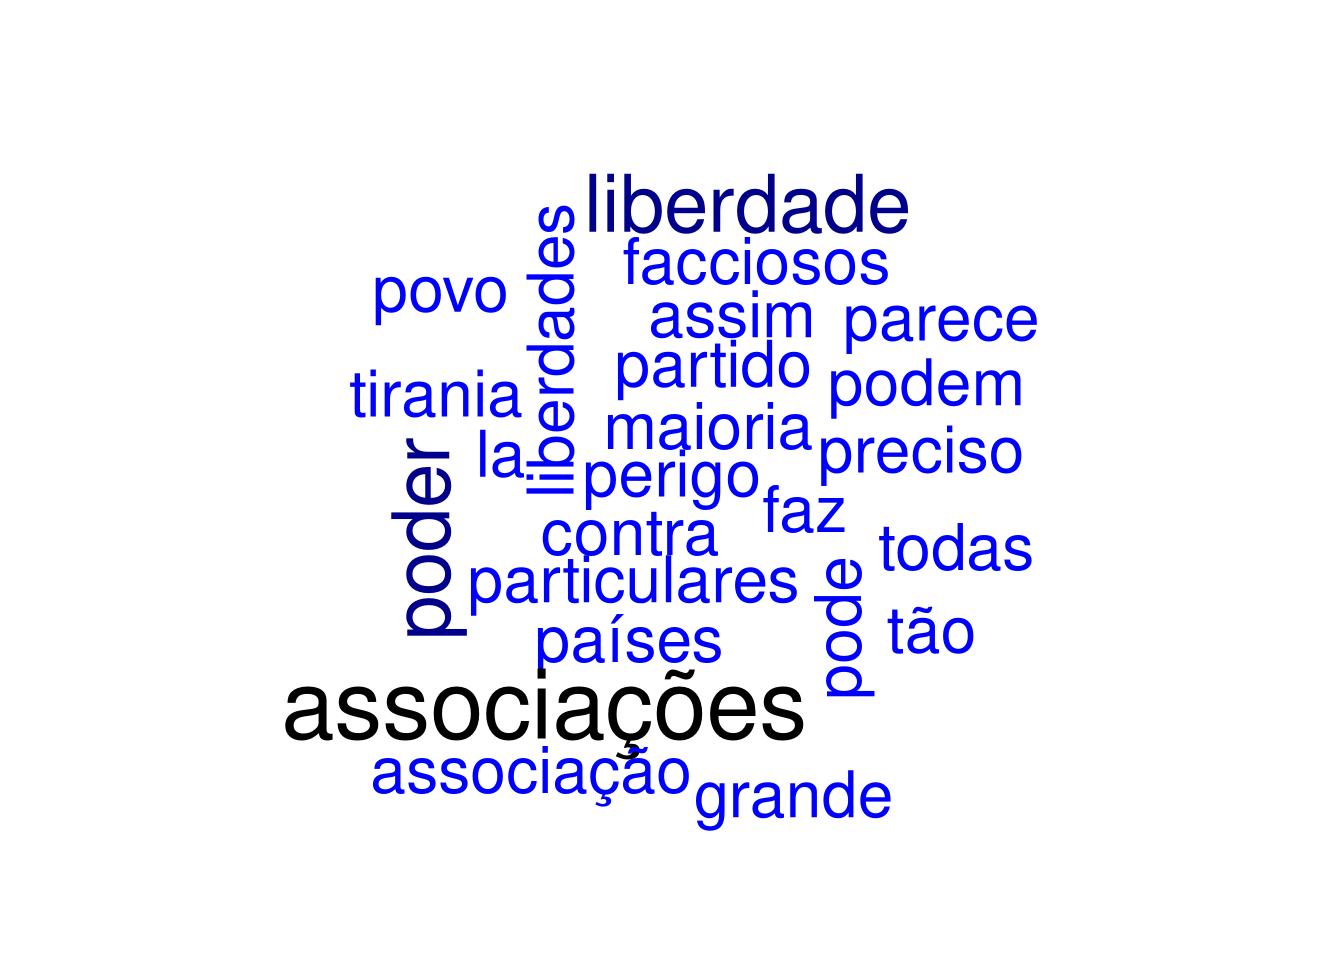 liberdade
liberdades
facciosos
povo
assim
parece
partido
podem
tirania
maioria
preciso
la
perigo
poder
faz
contra
todas
particulares
pode
tão
países
associações
associação
grande